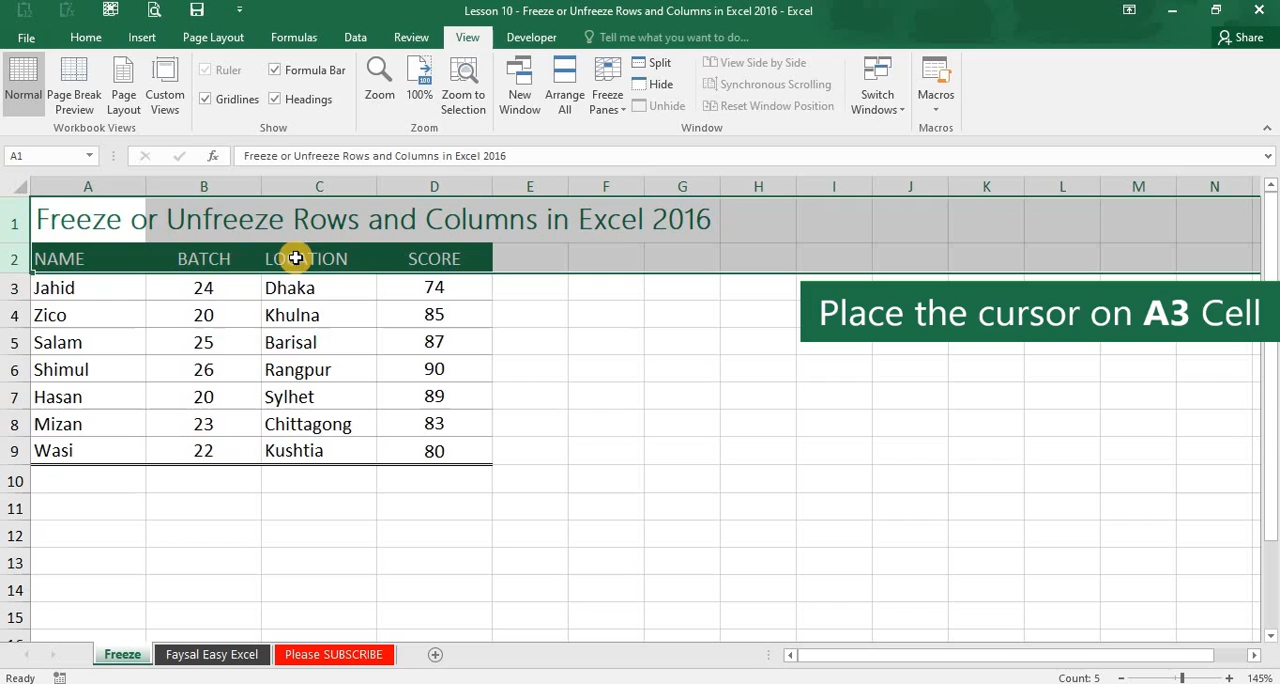 Lesson 10 - Freeze or Unfreeze Rows and Columns in Excel 2016 - Excel
File Home Insert Page Layout Formulas Data Review View Developer Tell me what you want to do... Share
Normal Page Break Preview Page Layout Custom Views
Workbook Views
Ruler Formula Bar
Gridlines Headings
Show
Zoom 100% Zoom to Selection
Zoom
New Window Arrange All Freeze Panes
Split
Hide
Unhide
View Side by Side
Synchronous Scrolling
Reset Window Position
Switch Windows
Window
Macros
Macros
A1 fx Freeze or Unfreeze Rows and Columns in Excel 2016
A B C D E F G H I J K L M N
1 Freeze or Unfreeze Rows and Columns in Excel 2016
2 NAME BATCH LOCATION SCORE
3 Jahid 24 Dhaka 74
4 Zico 20 Khulna 85
5 Salam 25 Barisal 87
6 Shimul 26 Rangpur 90
7 Hasan 20 Sylhet 89
8 Mizan 23 Chittagong 83
9 Wasi 22 Kushtia 80
10
11
12
13
14
15
Place the cursor on A3 Cell
Freeze Faysal Easy Excel Please SUBSCRIBE
Ready Count: 5 145%